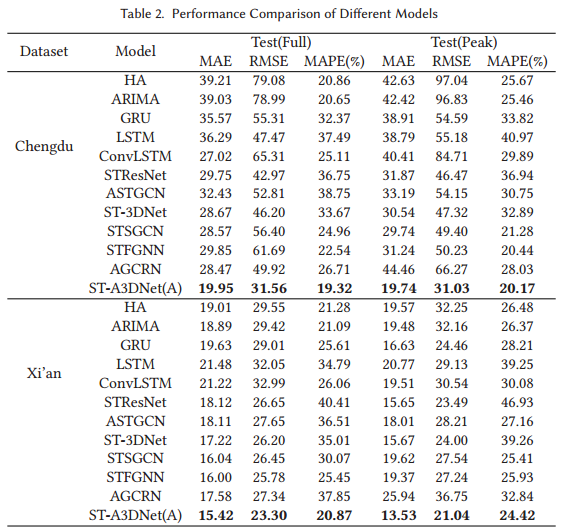 Table 2. Performance Comparison of Different Models
Dataset Model Test(Full) Test(Peak)
MAE RMSE MAPE(%) MAE RMSE MAPE(%)
Chengdu
HA 39.21 79.08 20.86 42.63 97.04 25.67
ARIMA 39.03 78.99 20.65 42.42 96.83 25.46
GRU 35.57 55.31 32.37 38.91 54.59 33.82
LSTM 36.29 47.47 37.49 38.79 55.18 40.97
ConvLSTM 27.02 65.31 25.11 40.41 84.71 29.89
STResNet 29.75 42.97 36.75 31.87 46.47 36.94
ASTGCN 32.43 52.81 38.75 33.19 54.15 30.75
ST-3DNet 28.67 46.20 33.67 30.54 47.32 32.89
STSGCN 28.57 56.40 24.96 29.74 49.40 21.28
STFGNN 29.85 61.69 22.54 31.24 50.23 20.44
AGCRN 28.47 49.92 26.71 44.46 66.27 28.03
ST-A3DNet(A) 19.95 31.56 19.32 19.74 31.03 20.17
Xi'an
HA 19.01 29.55 21.28 19.57 32.25 26.48
ARIMA 18.89 29.42 21.09 19.48 32.16 26.37
GRU 19.63 29.01 25.61 16.63 24.46 28.21
LSTM 21.48 32.05 34.79 20.77 29.13 39.25
ConvLSTM 21.22 32.99 26.06 19.51 30.54 30.08
STResNet 18.12 26.65 40.41 15.65 23.49 46.93
ASTGCN 18.11 27.65 36.51 18.01 28.21 27.16
ST-3DNet 17.22 26.20 35.01 15.67 24.00 39.26
STSGCN 16.04 26.45 30.07 19.62 27.54 25.41
STFGNN 16.00 25.78 25.45 19.37 27.24 25.93
AGCRN 17.58 27.34 37.85 25.94 36.75 32.84
ST-A3DNet(A) 15.42 23.30 20.87 13.53 21.04 24.42